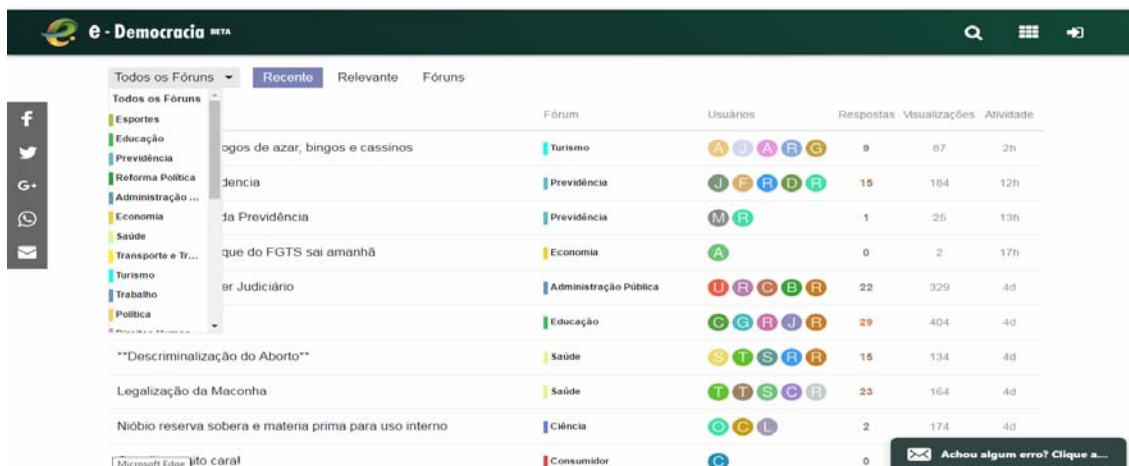 e - Democracia BETA
Todos os Fóruns Recente Relevante Fóruns
Todos os Fóruns
Esportes
Educação
Previdência
Reforma Política
Administração ...
Economia
Saúde
Transporte e Tr...
Turismo
Trabalho
Política
Fórum Usuários Respostas Visualizações Atividade
ogos de azar, bingos e cassinos Turismo A J A R G 9 87 2h
dencia Previdência J F R D R 15 184 12h
da Previdência Previdência M R 1 25 13h
que do FGTS sai amanhã Economia A 0 2 17h
er Judiciário Administração Pública U R C B R 22 329 4d
Educação C G R J R 29 404 4d
**Descriminalização do Aborto** Saúde S T S R R 15 134 4d
Legalização da Maconha Saúde T T S C R 23 164 4d
Nióbio reserva sobera e materia prima para uso interno Ciência O C L 2 174 4d
ito cara! Consumidor C 0
Microsoft Edge
Achou algum erro? Clique a...
f
G+